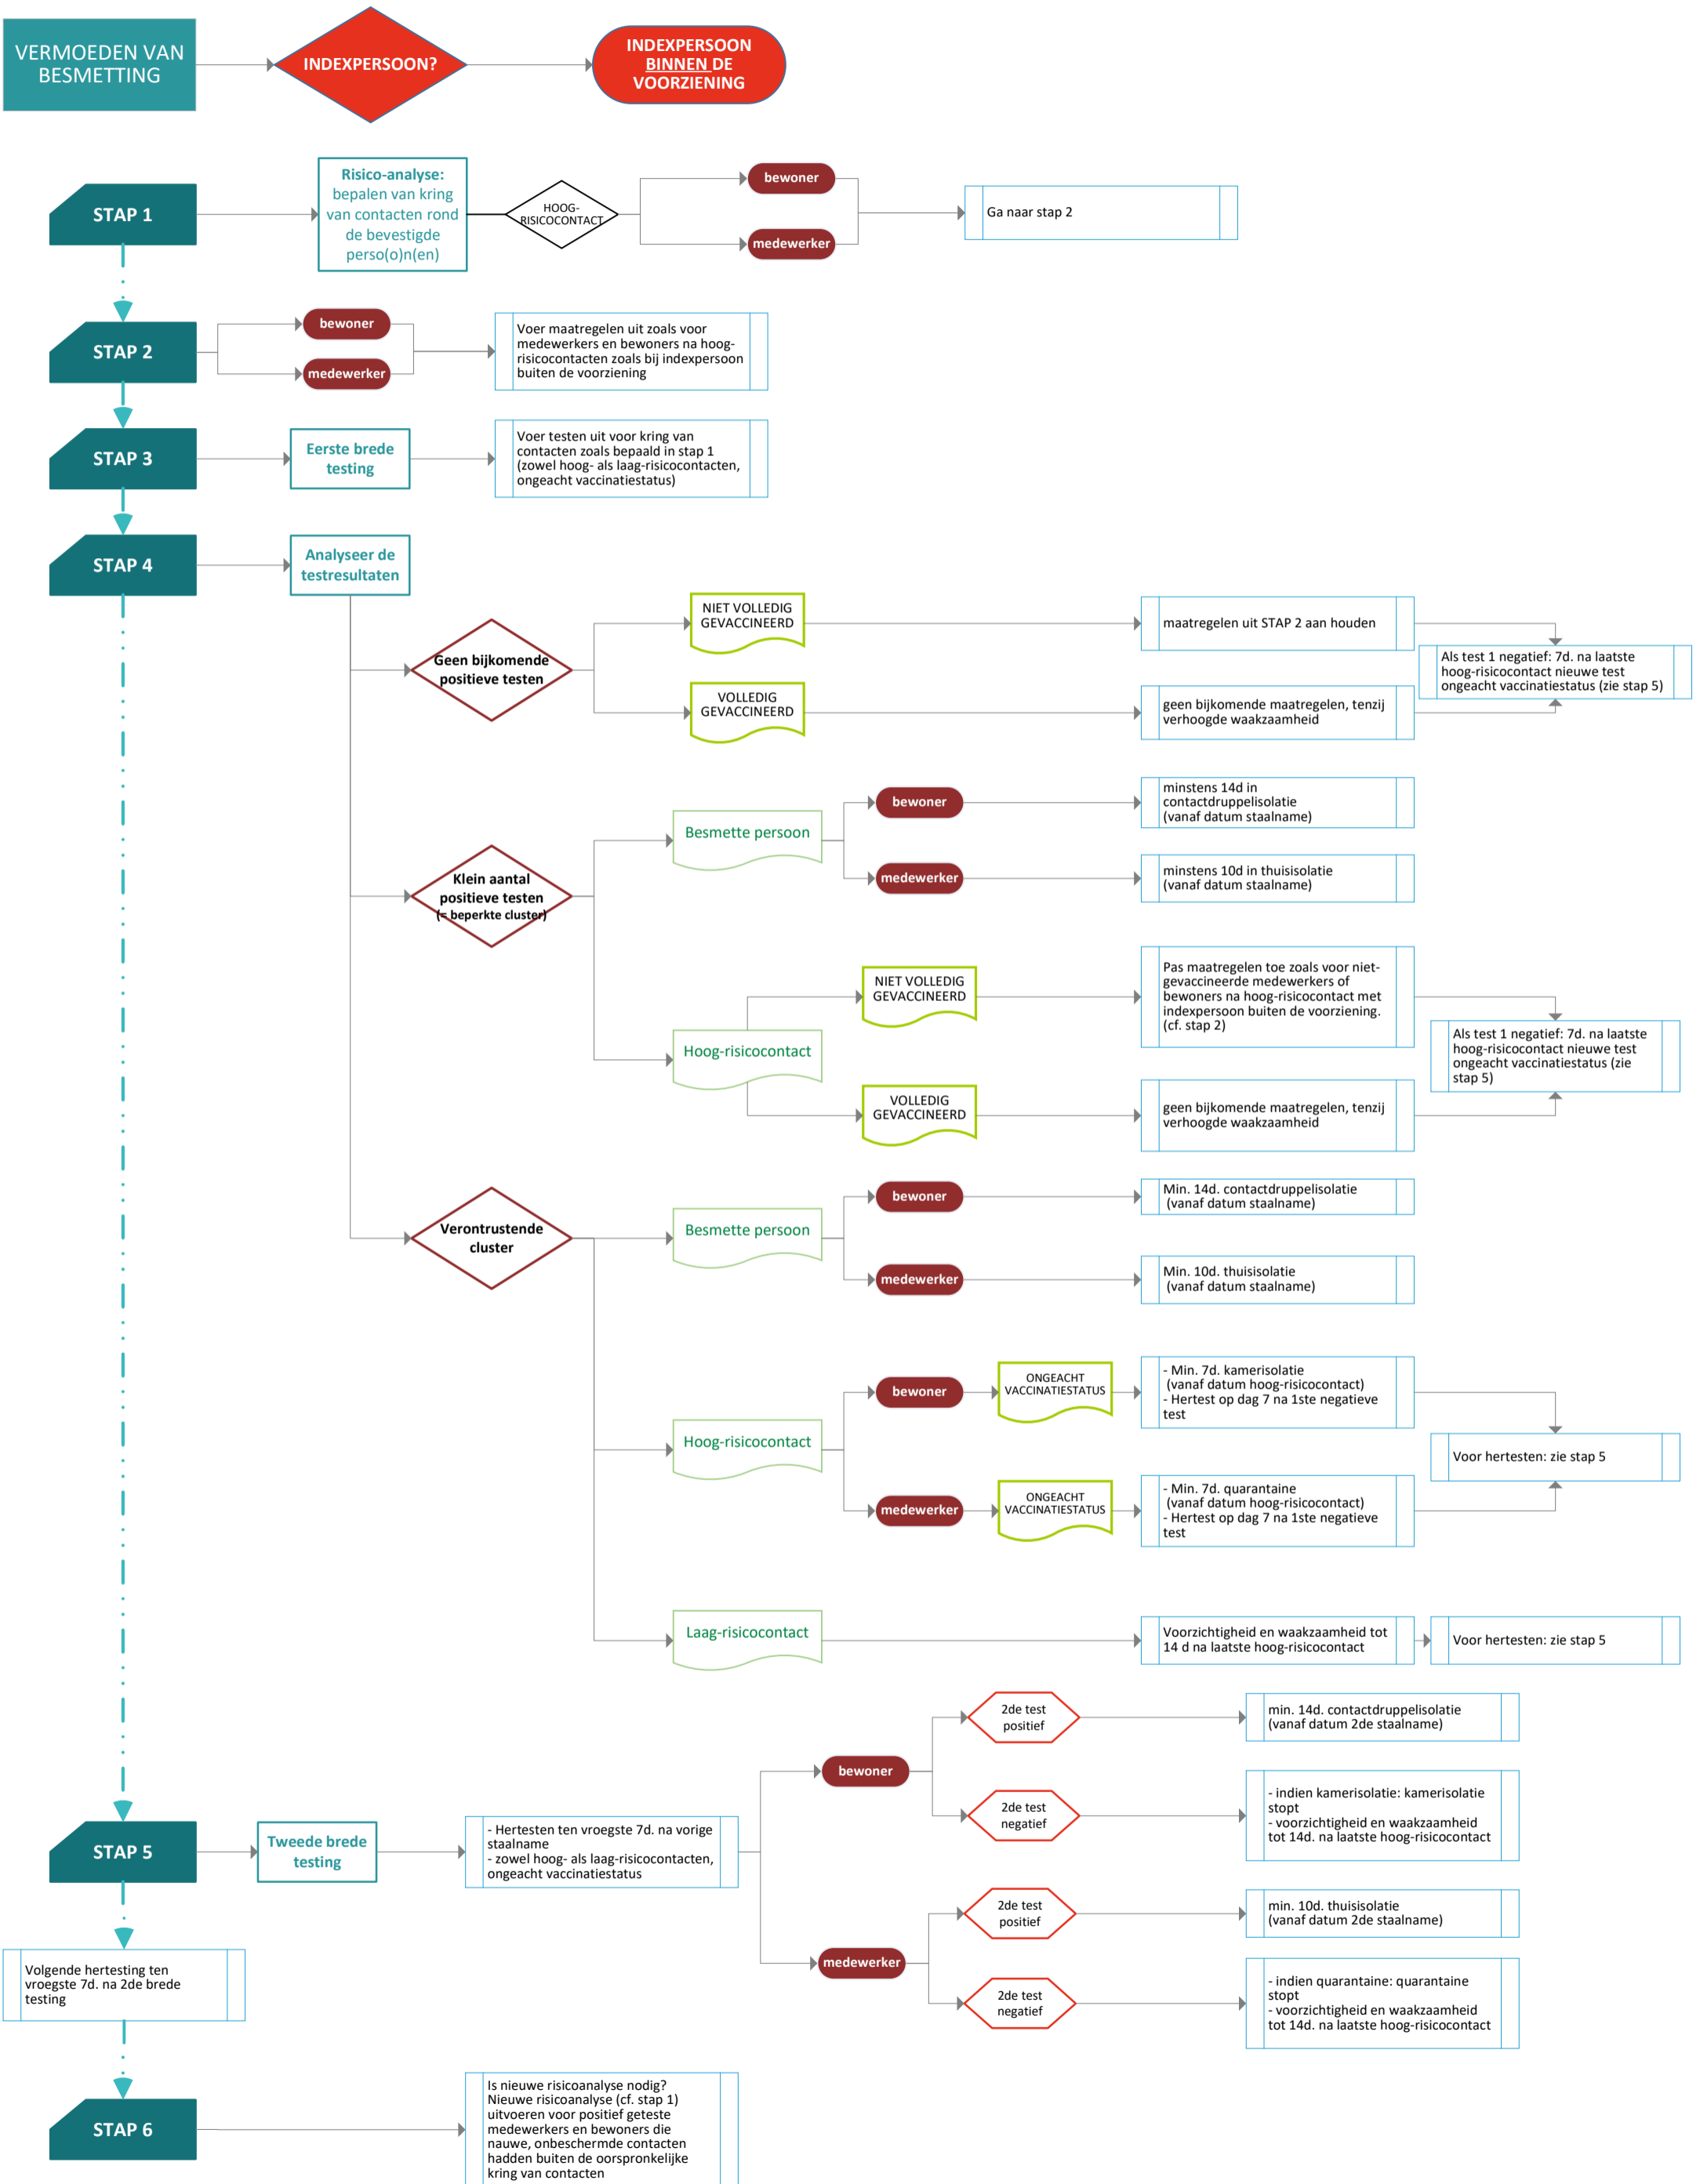 VERMOEDEN VAN
BESMETTING
INDEXPERSOON?
INDEXPERSOON
BINNEN DE
VOORZIENING
STAP 1
Risico-analyse:
bepalen van kring
van contacten rond
de bevestigde
perso(o)n(en)
HOOG-
RISICOCONTACT
bewoner
medewerker
Ga naar stap 2
STAP 2
bewoner
medewerker
Voer maatregelen uit zoals voor
medewerkers en bewoners na hoog-
risicocontacten zoals bij indexpersoon
buiten de voorziening
STAP 3
Eerste brede
testing
Voer testen uit voor kring van
contacten zoals bepaald in stap 1
(zowel hoog- als laag-risicocontacten,
ongeacht vaccinatiestatus)
STAP 4
Analyseer de
testresultaten
Geen bijkomende
positieve testen
NIET VOLLEDIG
GEVACCINEERD
maatregelen uit STAP 2 aan houden
VOLLEDIG
GEVACCINEERD
geen bijkomende maatregelen, tenzij
verhoogde waakzaamheid
Als test 1 negatief: 7d. na laatste
hoog-risicocontact nieuwe test
ongeacht vaccinatiestatus (zie stap 5)
Klein aantal
positieve testen
(= beperkte cluster)
Besmette persoon
bewoner
minstens 14d in
contactdruppelisolatie
(vanaf datum staalname)
medewerker
minstens 10d in thuisisolatie
(vanaf datum staalname)
Hoog-risicocontact
NIET VOLLEDIG
GEVACCINEERD
Pas maatregelen toe zoals voor niet-
gevaccineerde medewerkers of
bewoners na hoog-risicocontact met
indexpersoon buiten de voorziening.
(cf. stap 2)
VOLLEDIG
GEVACCINEERD
geen bijkomende maatregelen, tenzij
verhoogde waakzaamheid
Als test 1 negatief: 7d. na laatste
hoog-risicocontact nieuwe test
ongeacht vaccinatiestatus (zie
stap 5)
Verontrustende
cluster
Besmette persoon
bewoner
Min. 14d. contactdruppelisolatie
(vanaf datum staalname)
medewerker
Min. 10d. thuisisolatie
(vanaf datum staalname)
Hoog-risicocontact
bewoner
ONGEACHT
VACCINATIESTATUS
- Min. 7d. kamerisolatie
(vanaf datum hoog-risicocontact)
- Hertest op dag 7 na 1ste negatieve
test
medewerker
ONGEACHT
VACCINATIESTATUS
- Min. 7d. quarantaine
(vanaf datum hoog-risicocontact)
- Hertest op dag 7 na 1ste negatieve
test
Voor hertesten: zie stap 5
Laag-risicocontact
Voorzichtigheid en waakzaamheid tot
14 d na laatste hoog-risicocontact
Voor hertesten: zie stap 5
STAP 5
Tweede brede
testing
- Hertesten ten vroegste 7d. na vorige
staalname
- zowel hoog- als laag-risicocontacten,
ongeacht vaccinatiestatus
bewoner
2de test
positief
min. 14d. contactdruppelisolatie
(vanaf datum 2de staalname)
2de test
negatief
- indien kamerisolatie: kamerisolatie
stopt
- voorzichtigheid en waakzaamheid
tot 14d. na laatste hoog-risicocontact
medewerker
2de test
positief
min. 10d. thuisisolatie
(vanaf datum 2de staalname)
2de test
negatief
- indien quarantaine: quarantaine
stopt
- voorzichtigheid en waakzaamheid
tot 14d. na laatste hoog-risicocontact
Volgende hertesting ten
vroegste 7d. na 2de brede
testing
STAP 6
Is nieuwe risicoanalyse nodig?
Nieuwe risicoanalyse (cf. stap 1)
uitvoeren voor positief geteste
medewerkers en bewoners die
nauwe, onbeschermde contacten
hadden buiten de oorspronkelijke
kring van contacten